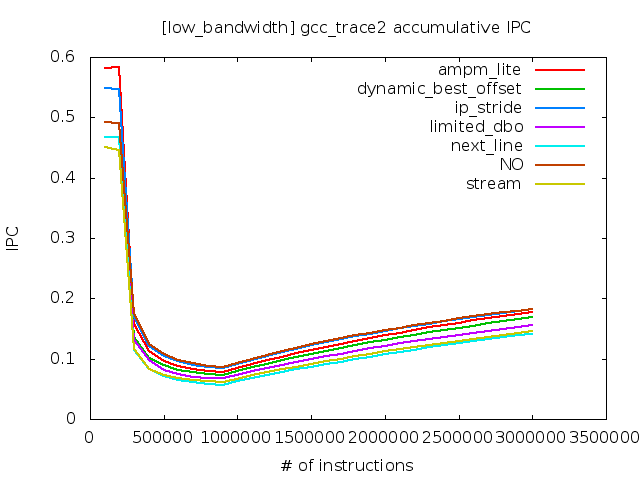 [low_bandwidth] gcc_trace2 accumulative IPC
0.6
0.5
0.4
0.3
0.2
0.1
0
IPC
ampm_lite
dynamic_best_offset
ip_stride
limited_dbo
next_line
NO
stream
0 500000 1000000 1500000 2000000 2500000 3000000 3500000
# of instructions